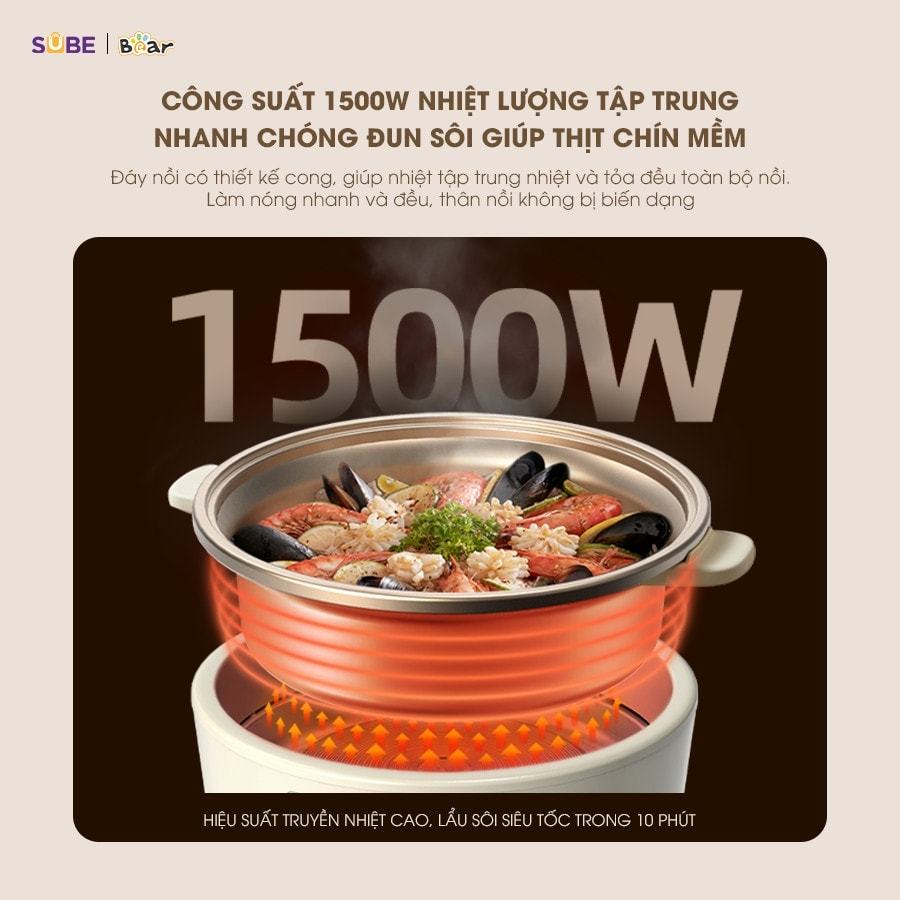 SUBE | Bear
CÔNG SUẤT 1500W NHIỆT LƯỢNG TẬP TRUNG
NHANH CHÓNG ĐUN SÔI GIÚP THỊT CHÍN MỀM
Đáy nồi có thiết kế cong, giúp nhiệt tập trung nhiệt và tỏa đều toàn bộ nồi.
Làm nóng nhanh và đều, thân nồi không bị biến dạng
1500W
HIỆU SUẤT TRUYỀN NHIỆT CAO, LẨU SÔI SIÊU TỐC TRONG 10 PHÚT